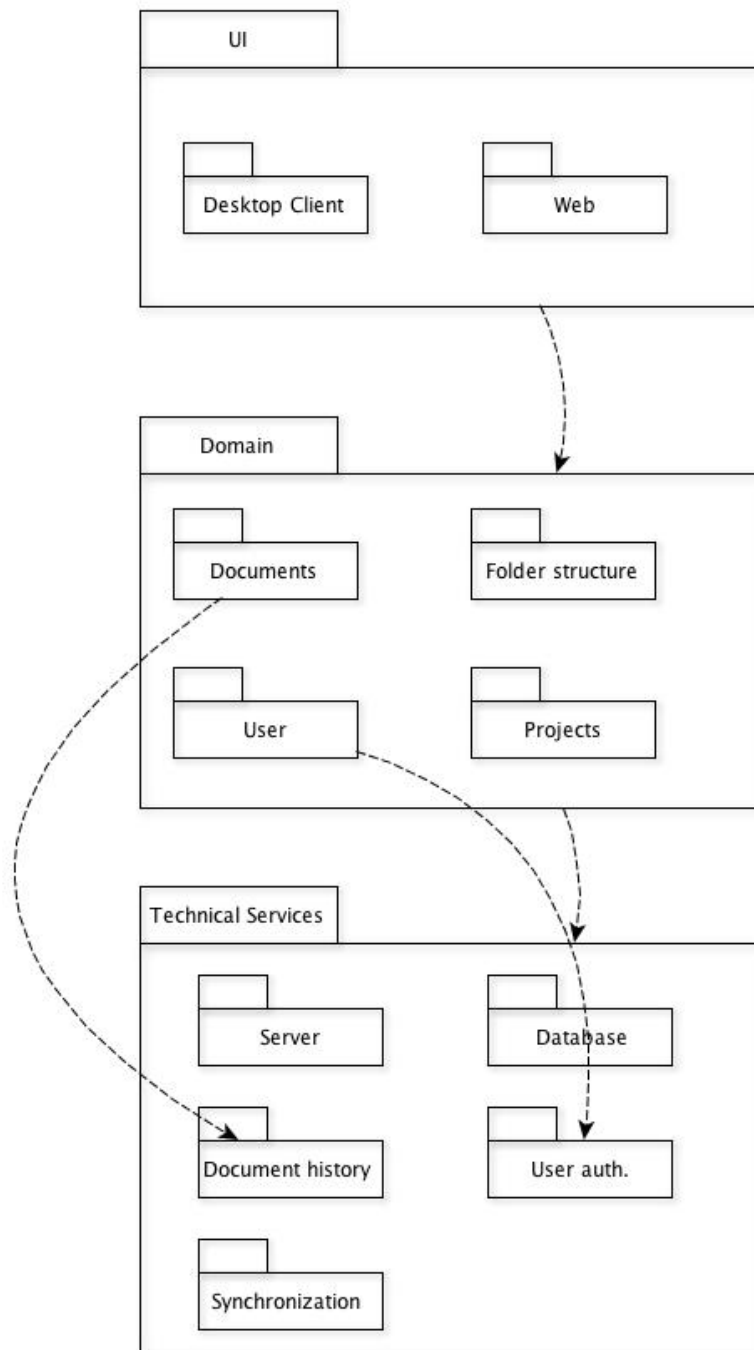 UI
Desktop Client
Web
Domain
Documents
Folder structure
User
Projects
Technical Services
Server
Database
Document history
User auth.
Synchronization